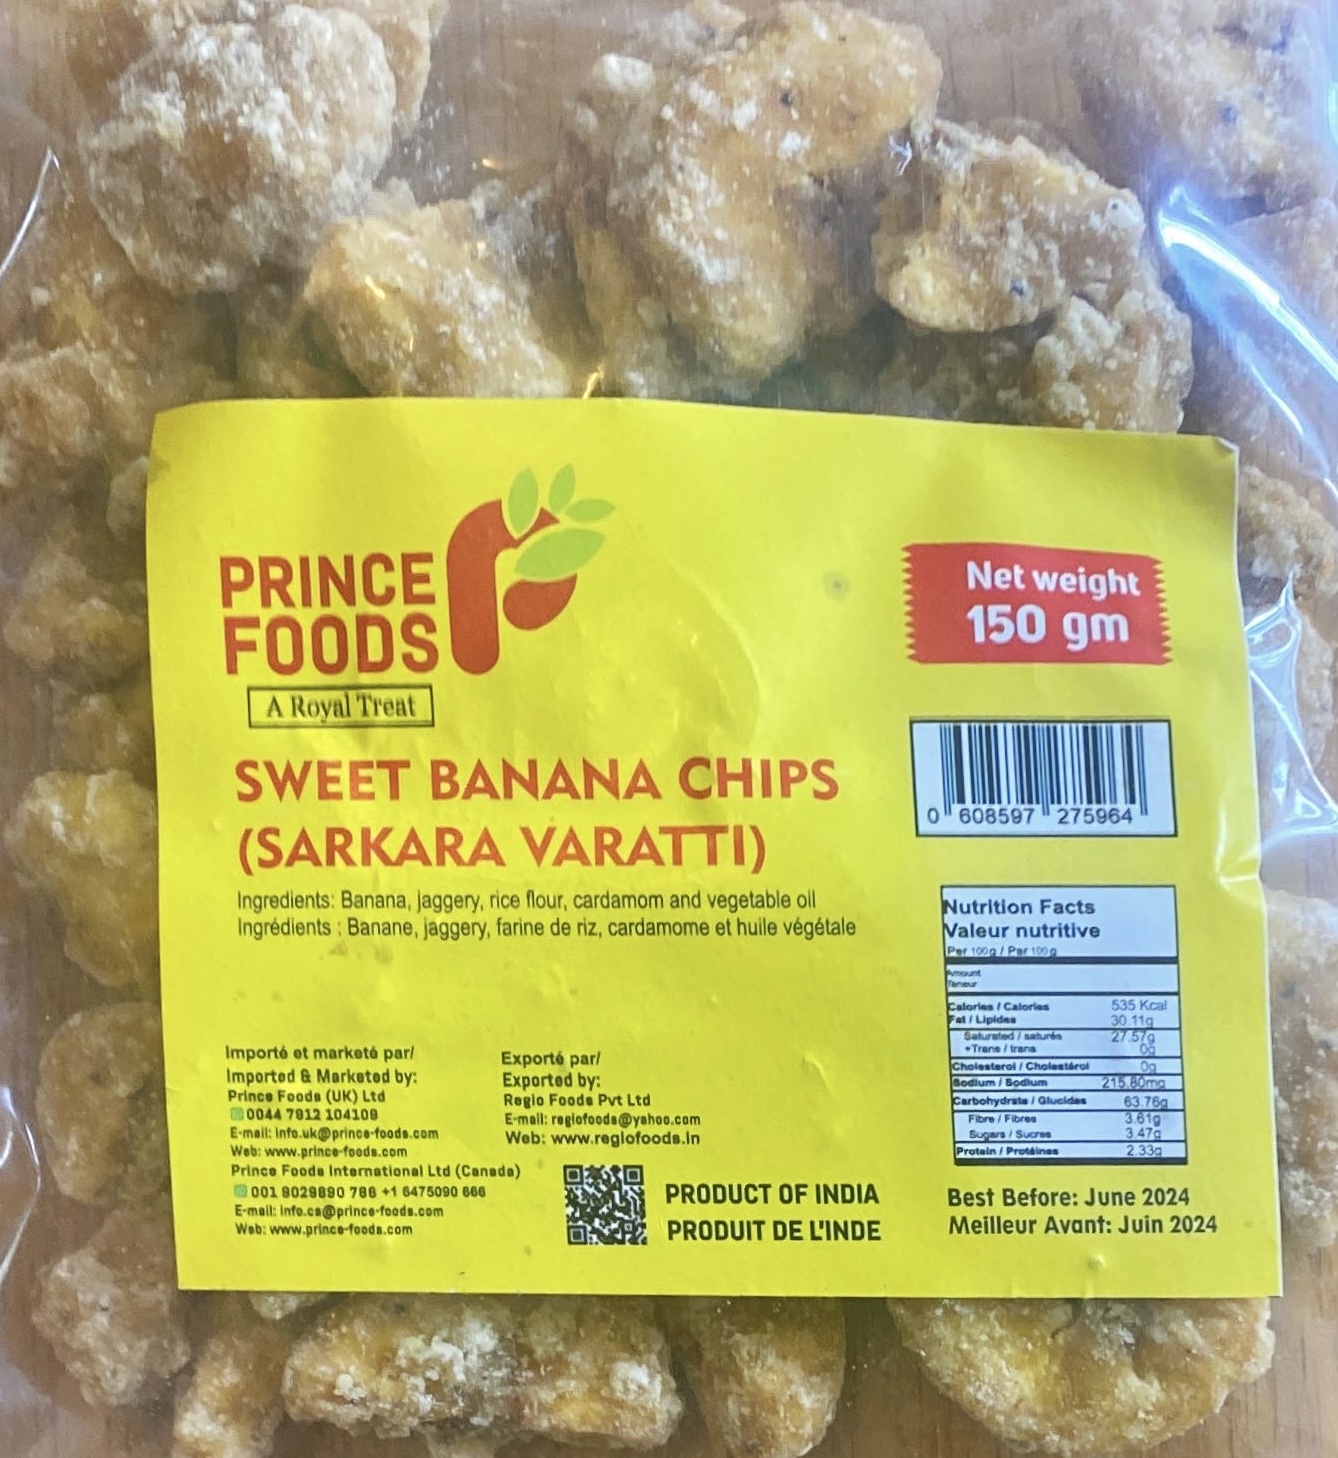 PRINCE
FOODS
A Royal Treat
Net weight
150 gm
SWEET BANANA CHIPS
(SARKARA VARATTI)
Ingredients: Banana, jaggery, rice flour, cardamom and vegetable oil
Ingrédients : Banane, jaggery, farine de riz, cardamome et huile végétale
0 608597 275964
Nutrition Facts
Valeur nutritive
Per 100g / Par 100g
Amount
Teneur
Calories / Calories 535 Kcal
Fat / Lipides 30.11g
Saturated / saturés 27.57g
+Trans / trans 0g
Cholesterol / Cholestérol 0g
Sodium / Sodium 215.80mg
Carbohydrate / Glucides 63.76g
Fibre / Fibres 3.61g
Sugars / Sucres 3.47g
Protein / Protéines 2.33g
Importé et marketé par/
Imported & Marketed by:
Prince Foods (UK) Ltd
0044 7912 104109
E-mail: info.uk@prince-foods.com
Web: www.prince-foods.com
Prince Foods International Ltd (Canada)
001 9029890 786 +1 6475090 666
E-mail: info.ca@prince-foods.com
Web: www.prince-foods.com
Exporté par/
Exported by:
Regio Foods Pvt Ltd
E-mail: regiofoods@yahoo.com
Web: www.regiofoods.in
PRODUCT OF INDIA
PRODUIT DE L'INDE
Best Before: June 2024
Meilleur Avant: Juin 2024